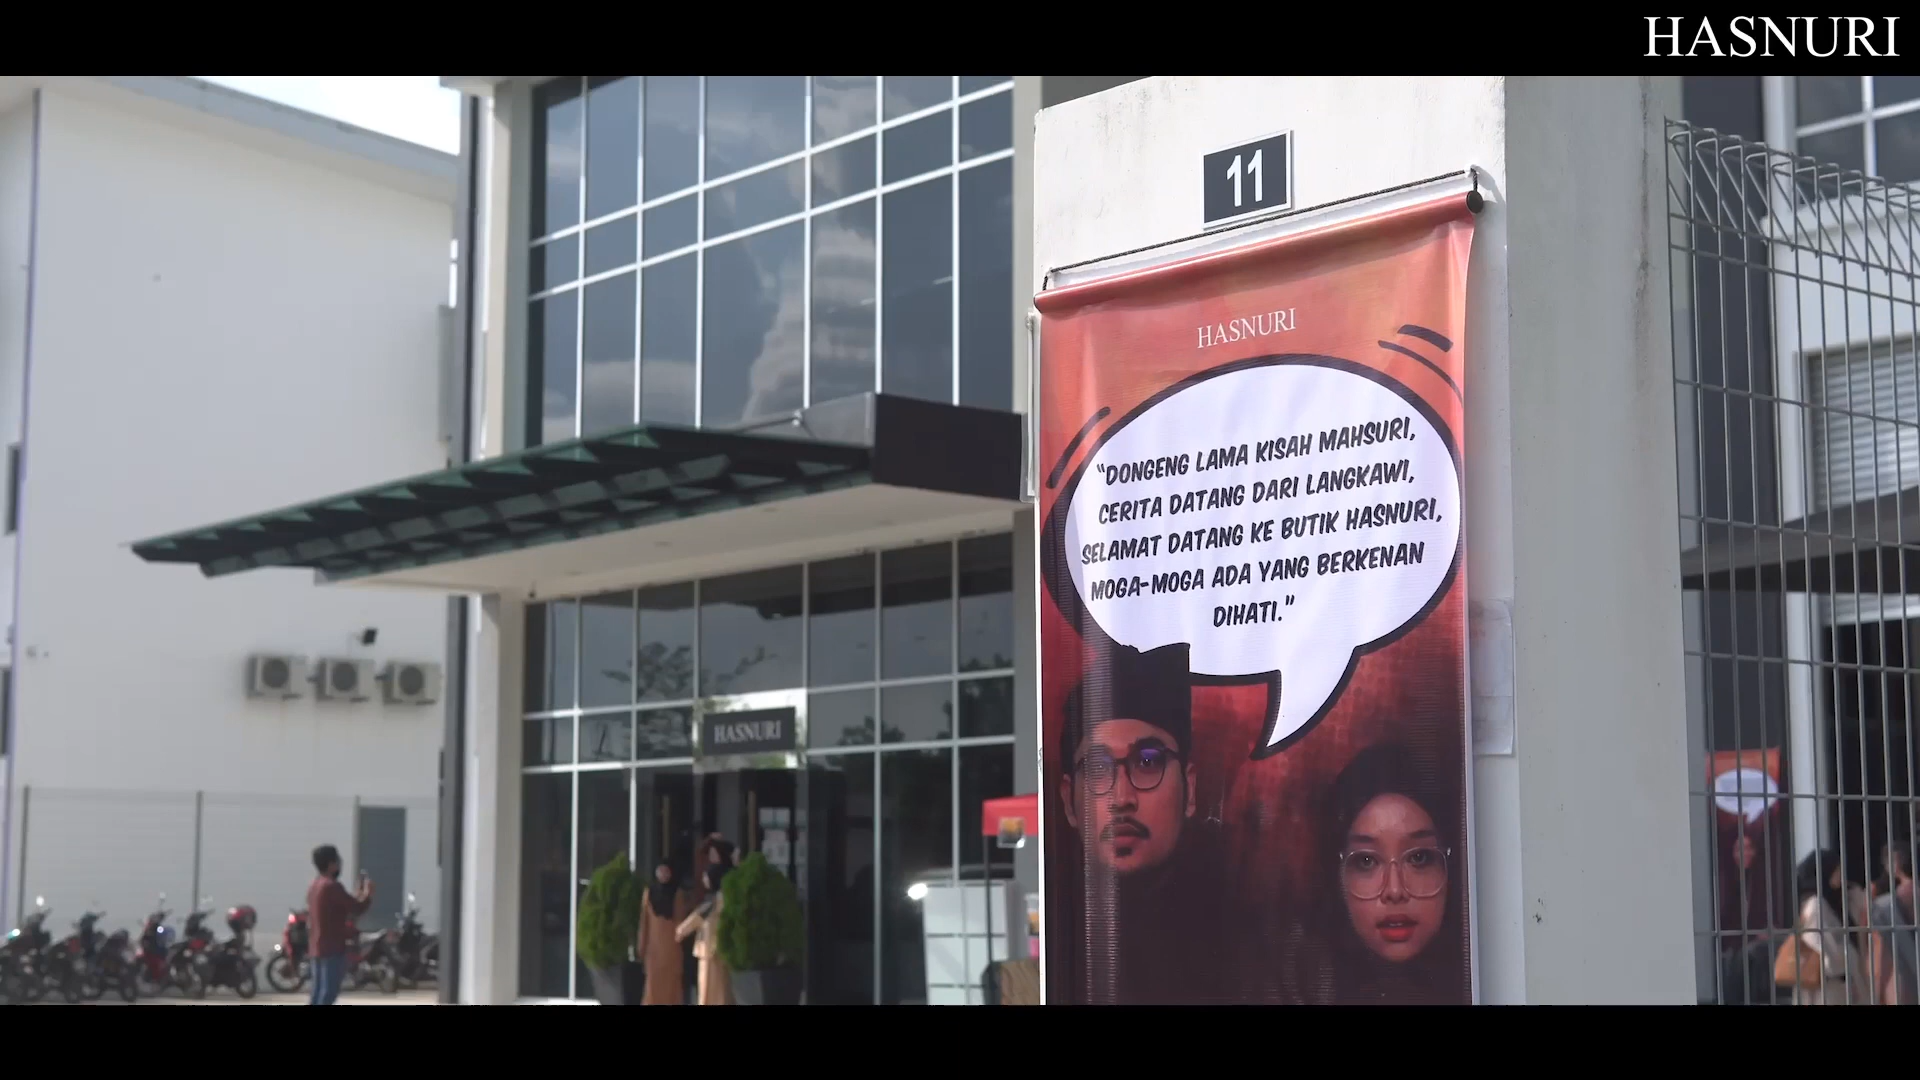 HASNURI
11
HASNURI
"DONGENG LAMA KISAH MAHSURI,
CERITA DATANG DARI LANGKAWI,
SELAMAT DATANG KE BUTIK HASNURI,
MOGA-MOGA ADA YANG BERKENAN
DIHATI."
HASNURI